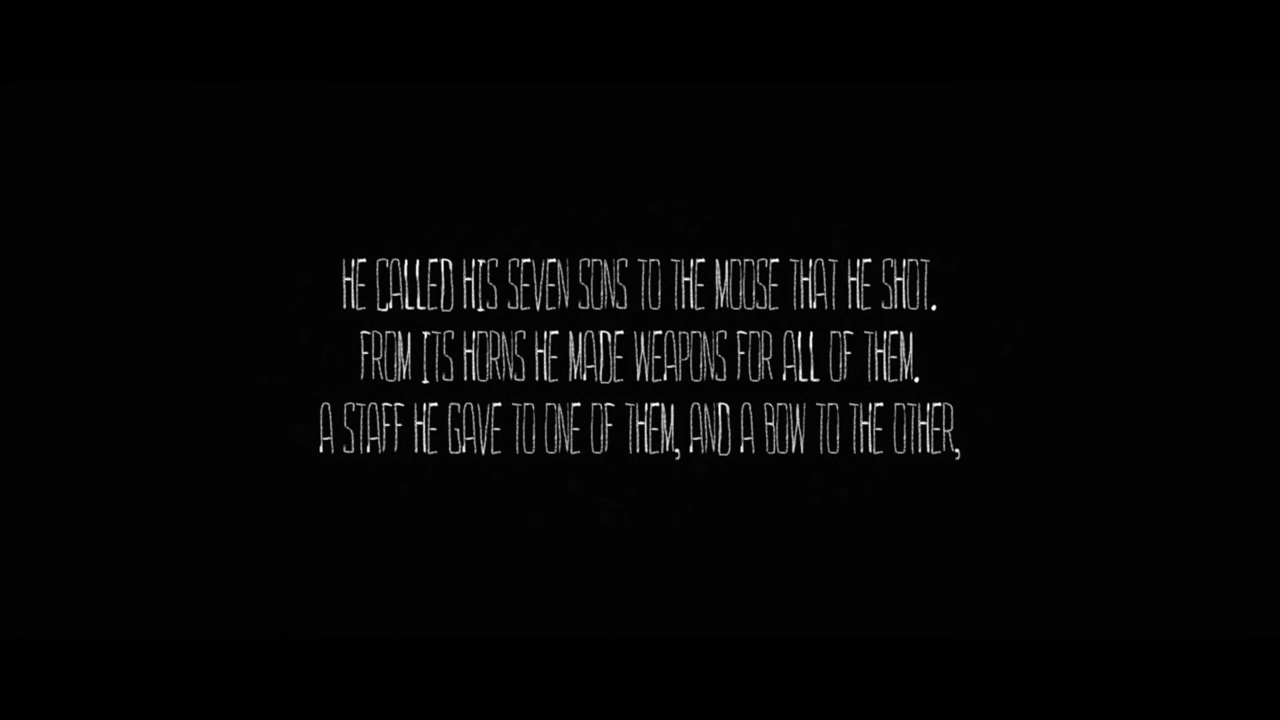 HE CALLED HIS SEVEN SONS TO THE MOOSE THAT HE SHOT.
FROM ITS HORNS HE MADE WEAPONS FOR ALL OF THEM.
A STAFF HE GAVE TO ONE OF THEM, AND A BOW TO THE OTHER,